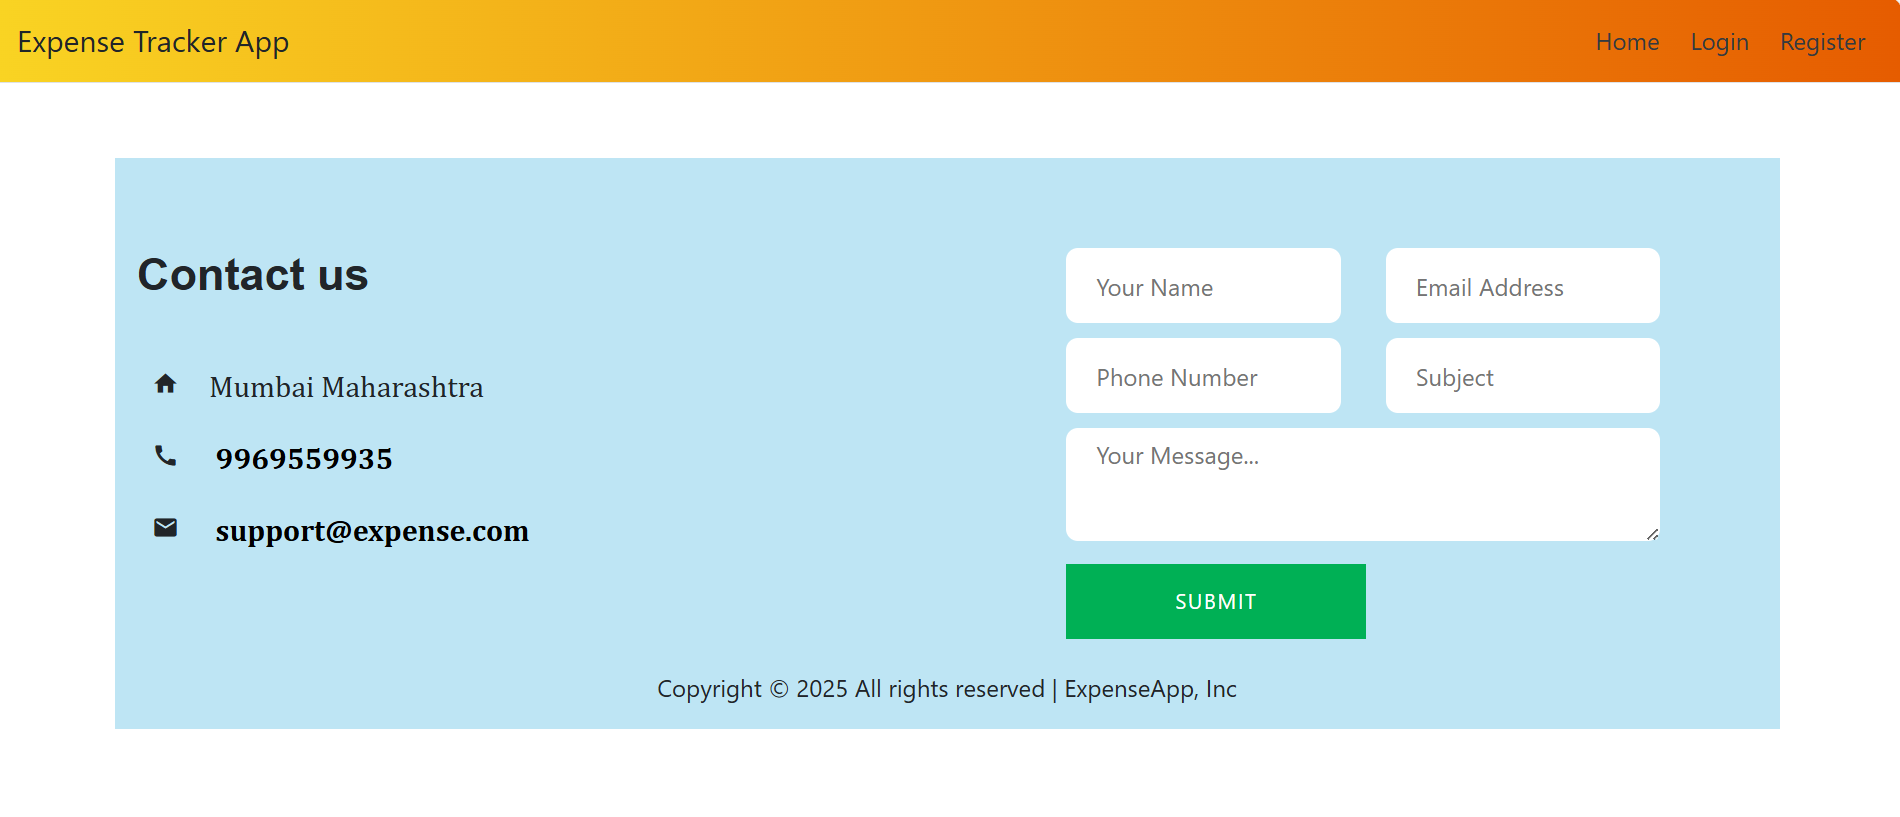 Expense Tracker App
Home Login Register
Contact us
Mumbai Maharashtra
9969559935
support@expense.com
Your Name
Email Address
Phone Number
Subject
Your Message...
SUBMIT
Copyright © 2025 All rights reserved | ExpenseApp, Inc